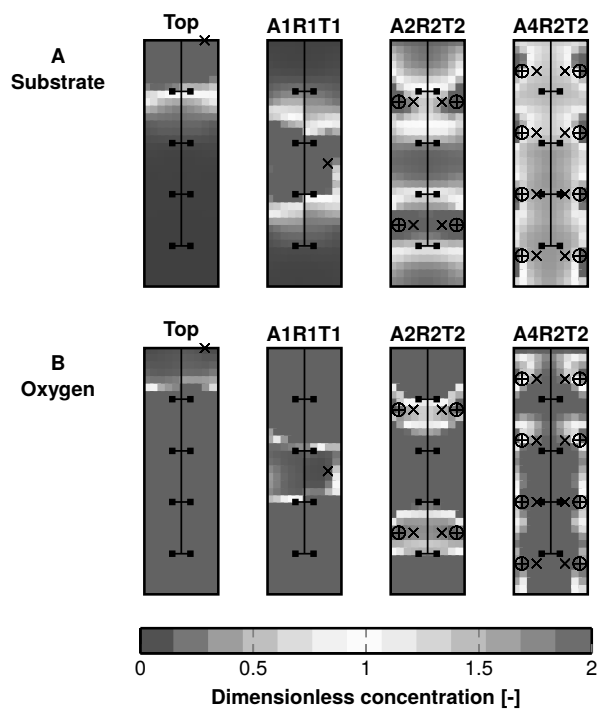 Top A1R1T1 A2R2T2 A4R2T2
A
Substrate
Top A1R1T1 A2R2T2 A4R2T2
B
Oxygen
0 0.5 1 1.5 2
Dimensionless concentration [-]